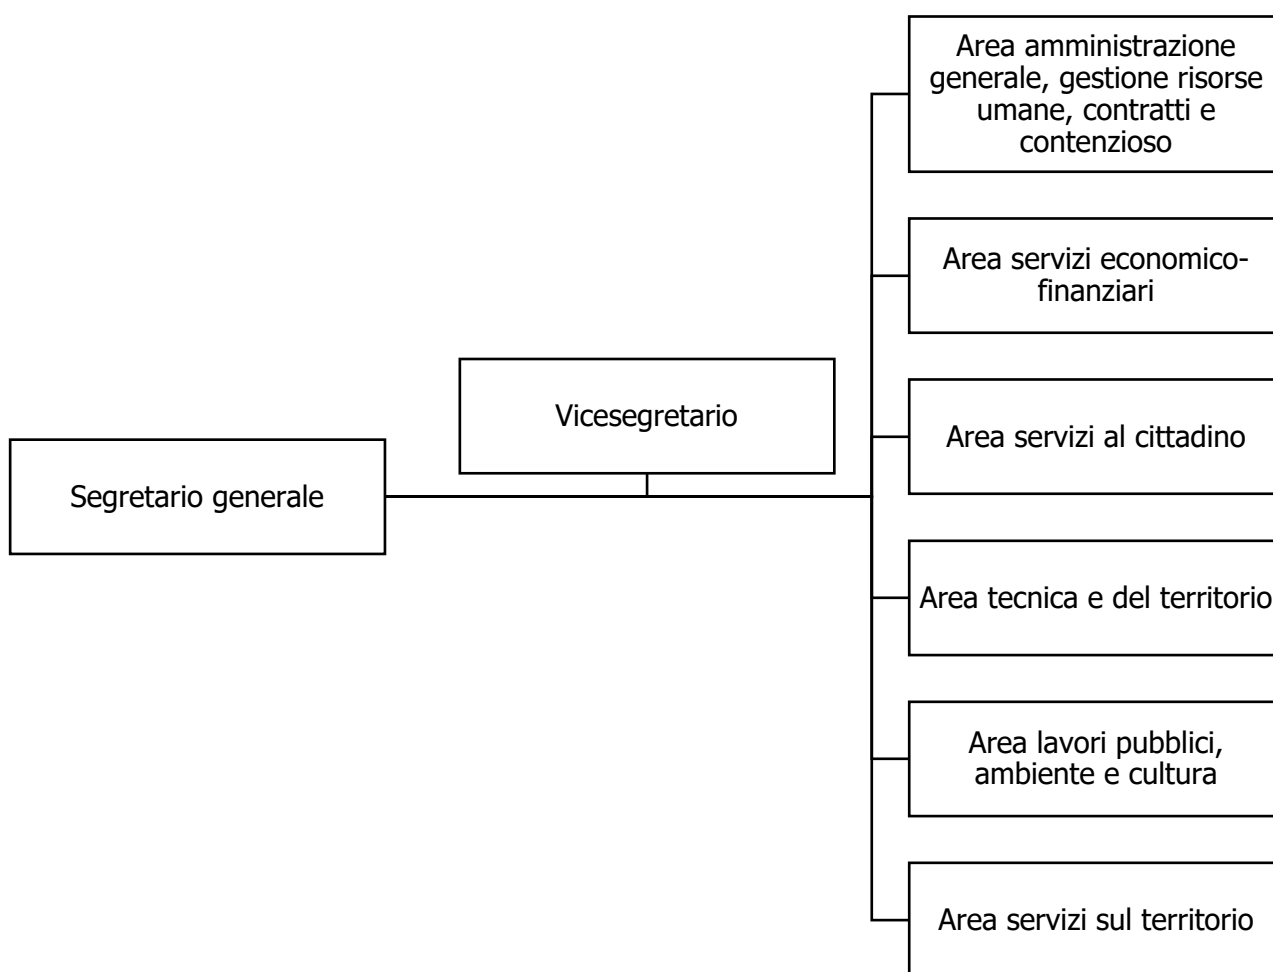 Segretario generale
Vicesegretario
Area amministrazione
generale, gestione risorse
umane, contratti e
contenzioso
Area servizi economico-
finanziari
Area servizi al cittadino
Area tecnica e del territorio
Area lavori pubblici,
ambiente e cultura
Area servizi sul territorio